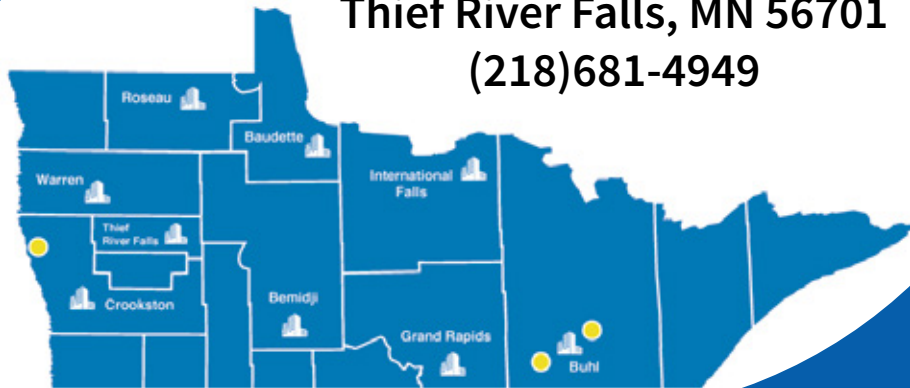 Thief River Falls, MN 56701
(218)681-4949
Roseau
Baudette
International
Falls
Warren
Thief
River Falls
Crookston
Bemidji
Grand Rapids
Buhl